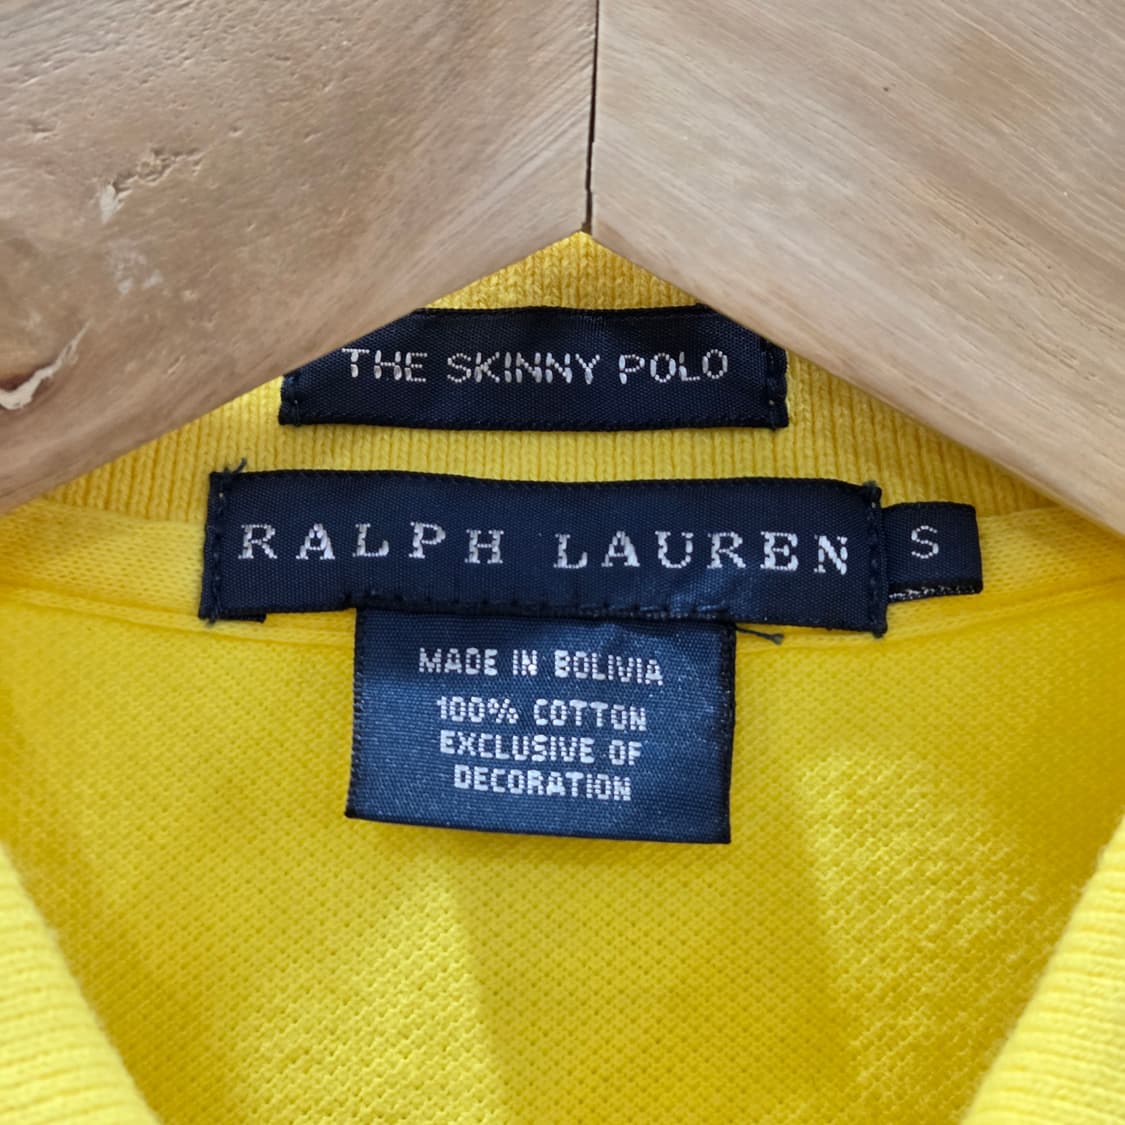 THE SKINNY POLO
RALPH LAUREN S
MADE IN BOLIVIA
100% COTTON
EXCLUSIVE OF
DECORATION